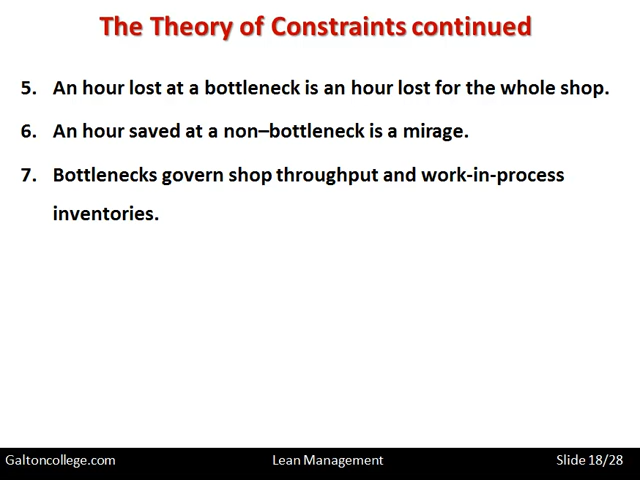 The Theory of Constraints continued
5. An hour lost at a bottleneck is an hour lost for the whole shop.
6. An hour saved at a non–bottleneck is a mirage.
7. Bottlenecks govern shop throughput and work-in-process
inventories.
Galtoncollege.com Lean Management Slide 18/28